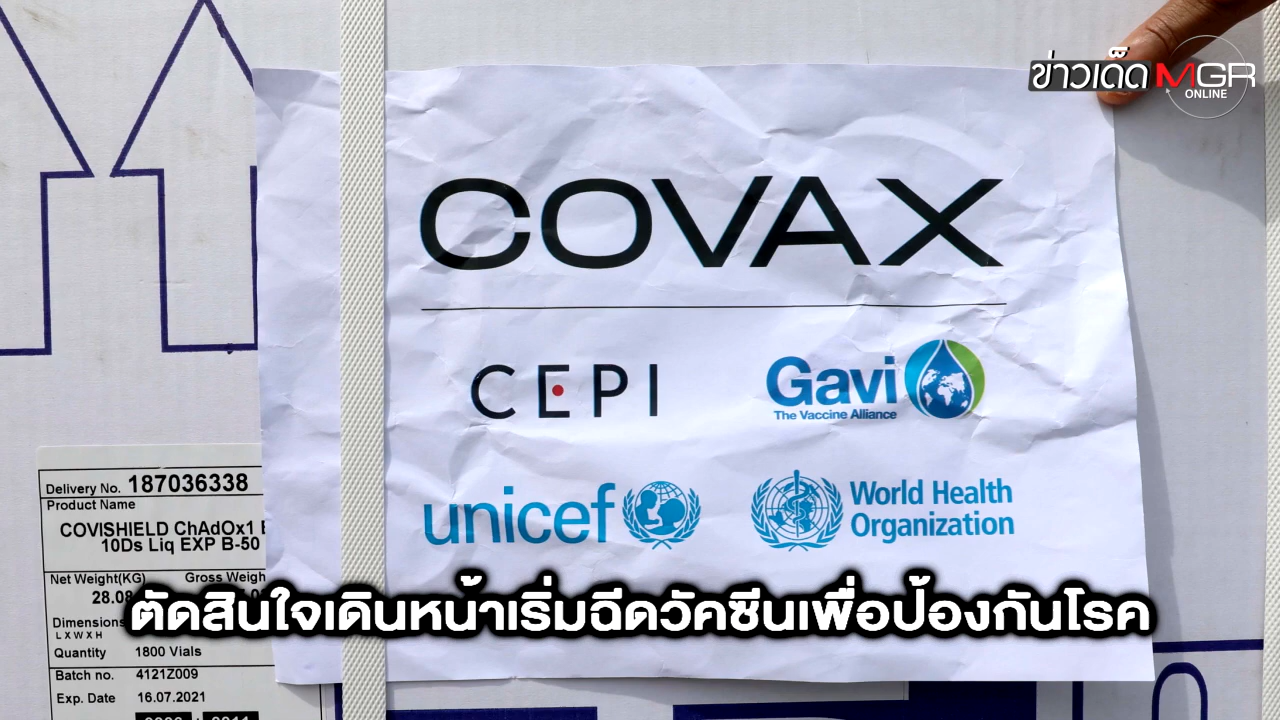 ข่าวเด็ด MGR
ONLINE
COVAX
CEPI
Gavi
The Vaccine Alliance
unicef
World Health
Organization
Delivery No. 187036338
Product Name
COVISHIELD ChAdOx1
10Ds Liq EXP B-50
Net Weight(KG) Gross Weigh
28.0
Dimensions
L X W X H
Quantity 1800 Vials
Batch no. 4121Z009
Exp. Date 16.07.2021
ตัดสินใจเดินหน้าเริ่มฉีดวัคซีนเพื่อป้องกันโรค